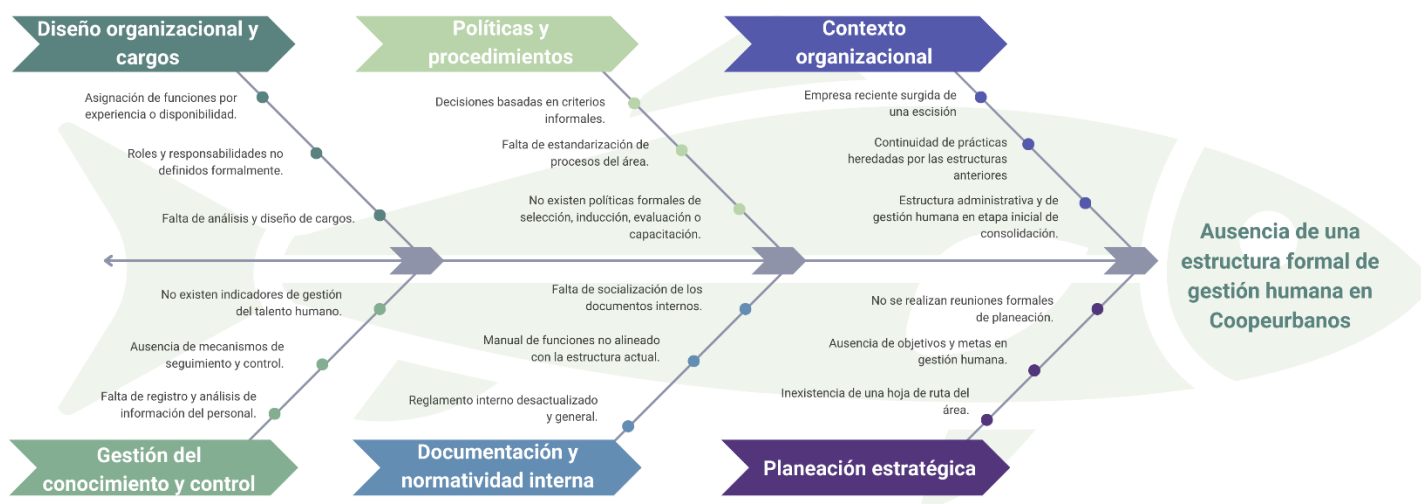 Diseño organizacional y
cargos
Asignación de funciones por
experiencia o disponibilidad.
Roles y responsabilidades no
definidos formalmente.
Falta de análisis y diseño de cargos.
Políticas y
procedimientos
Decisiones basadas en criterios
informales.
Falta de estandarización de
procesos del área.
No existen políticas formales de
selección, inducción, evaluación o
capacitación.
Contexto
organizacional
Empresa reciente surgida de
una escisión
Continuidad de prácticas
heredadas por las estructuras
anteriores
Estructura administrativa y de
gestión humana en etapa inicial de
consolidación.
Ausencia de una
estructura formal de
gestión humana en
Coopeurbanos
No existen indicadores de gestión
del talento humano.
Ausencia de mecanismos de
seguimiento y control.
Falta de registro y análisis de
información del personal.
Gestión del
conocimiento y control
Falta de socialización de los
documentos internos.
Manual de funciones no alineado
con la estructura actual.
Reglamento interno desactualizado
y general.
Documentación y
normatividad interna
No se realizan reuniones formales
de planeación.
Ausencia de objetivos y metas en
gestión humana.
Inexistencia de una hoja de ruta del
área.
Planeación estratégica